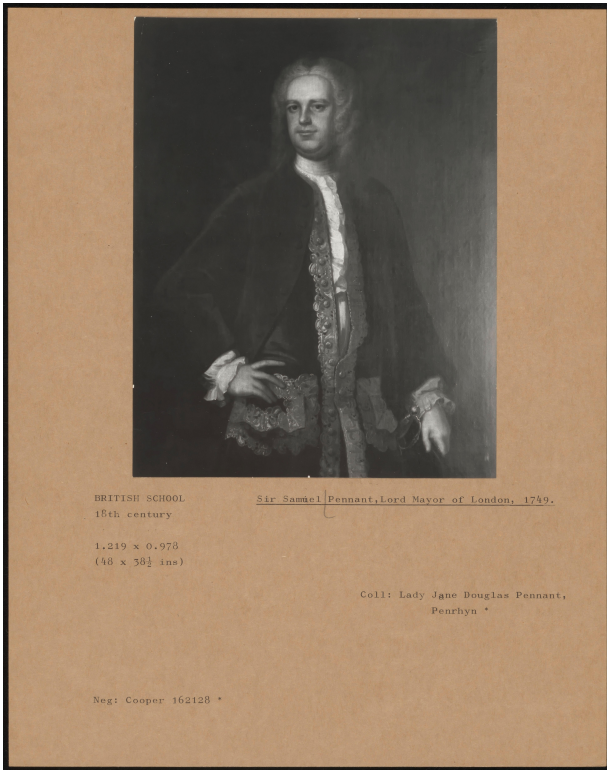 BRITISH SCHOOL
18th century
Sir Samuel Pennant,Lord Mayor of London, 1749.
1.219 x 0.978
(48 x 38½ ins)
Coll: Lady Jane Douglas Pennant,
Penrhyn *
Neg: Cooper 162128 *